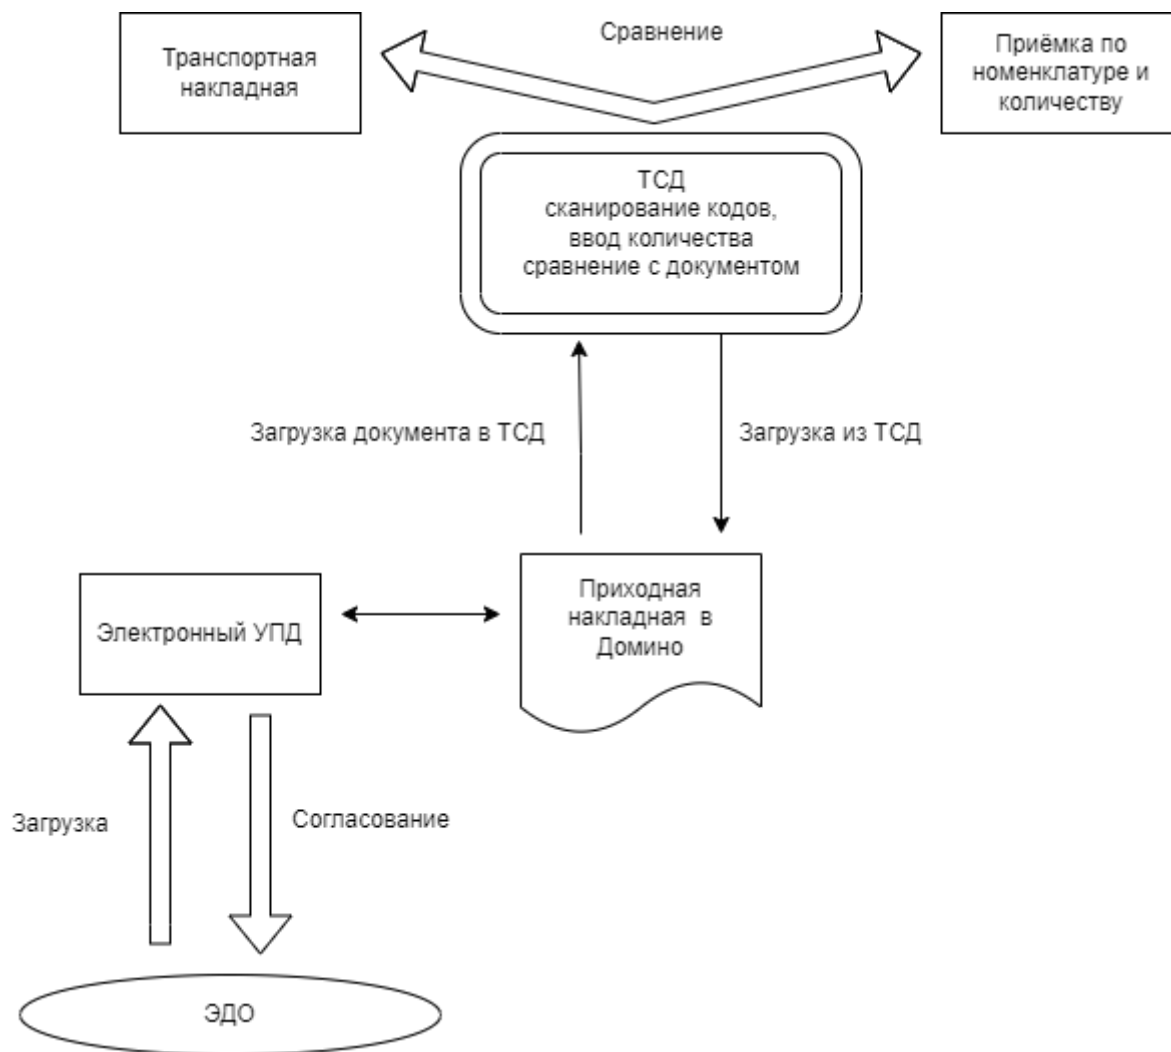 Сравнение
Транспортная
накладная
Приёмка по
номенклатуре и
количеству
ТСД
сканирование кодов,
ввод количества
сравнение с документом
Загрузка документа в ТСД
Загрузка из ТСД
Приходная
накладная в
Домино
Электронный УПД
Загрузка
Согласование
ЭДО